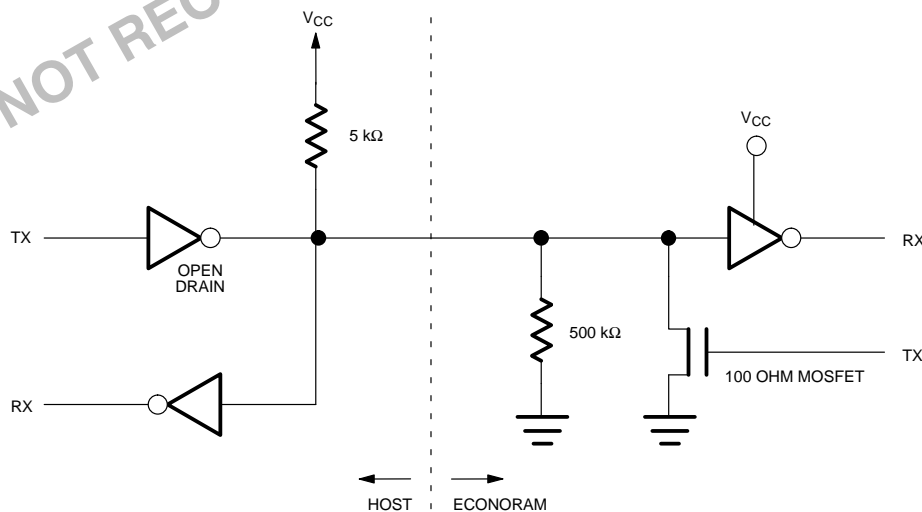 NOT REC
VCC
5 kΩ
VCC
TX
OPEN
DRAIN
RX
500 kΩ
TX
100 OHM MOSFET
RX
HOST
ECONORAM